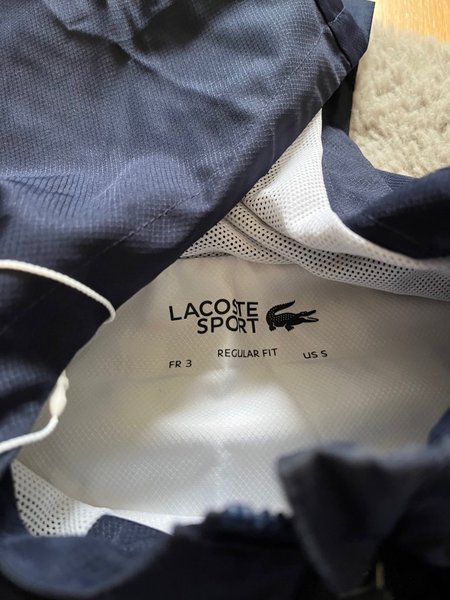 LACOSTE
SPORT
FR 3 REGULAR FIT US S